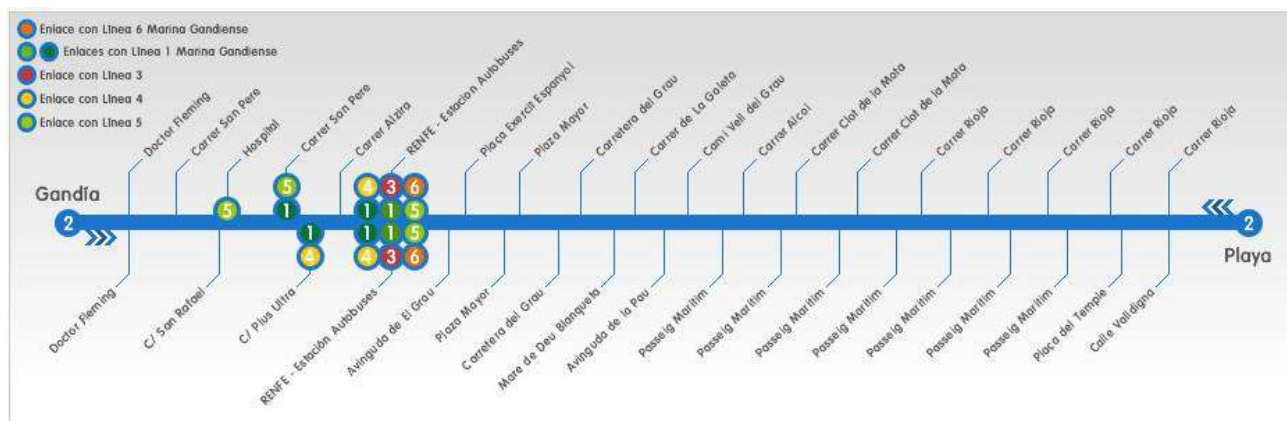 Enlace con Línea 6 Marina Gandiense
Enlaces con Línea 1 Marina Gandiense
Enlace con Línea 3
Enlace con Línea 4
Enlace con Línea 5
Doctor Fleming
Carrer San Pere
Hospital
Carrer San Pere
Carrer Alzira
RENFE - Estacion Autobuses
Plaça Exercit Espanyol
Plaza Mayor
Carretera del Grau
Carrer de La Goleta
Cami Vell del Grau
Carrer Alcoi
Carrer Clot de la Mota
Carrer Clot de la Mota
Carrer Rioja
Carrer Rioja
Carrer Rioja
Carrer Rioja
Carrer Rioja
Gandía
5 4 3 6
5 1 1 1 5
2 2
1 1 1 5
4 4 3 6
Playa
Doctor Fleming
C/ San Rafael
C/ Plus Ultra
RENFE - Estación Autobuses
Avinguda de El Grau
Plaza Mayor
Carretera del Grau
Mare de Deu Blanqueta
Avinguda de la Pau
Passeig Marítim
Passeig Marítim
Passeig Marítim
Passeig Marítim
Passeig Marítim
Passeig Marítim
Passeig Marítim
Plaça del Temple
Calle Valldigna